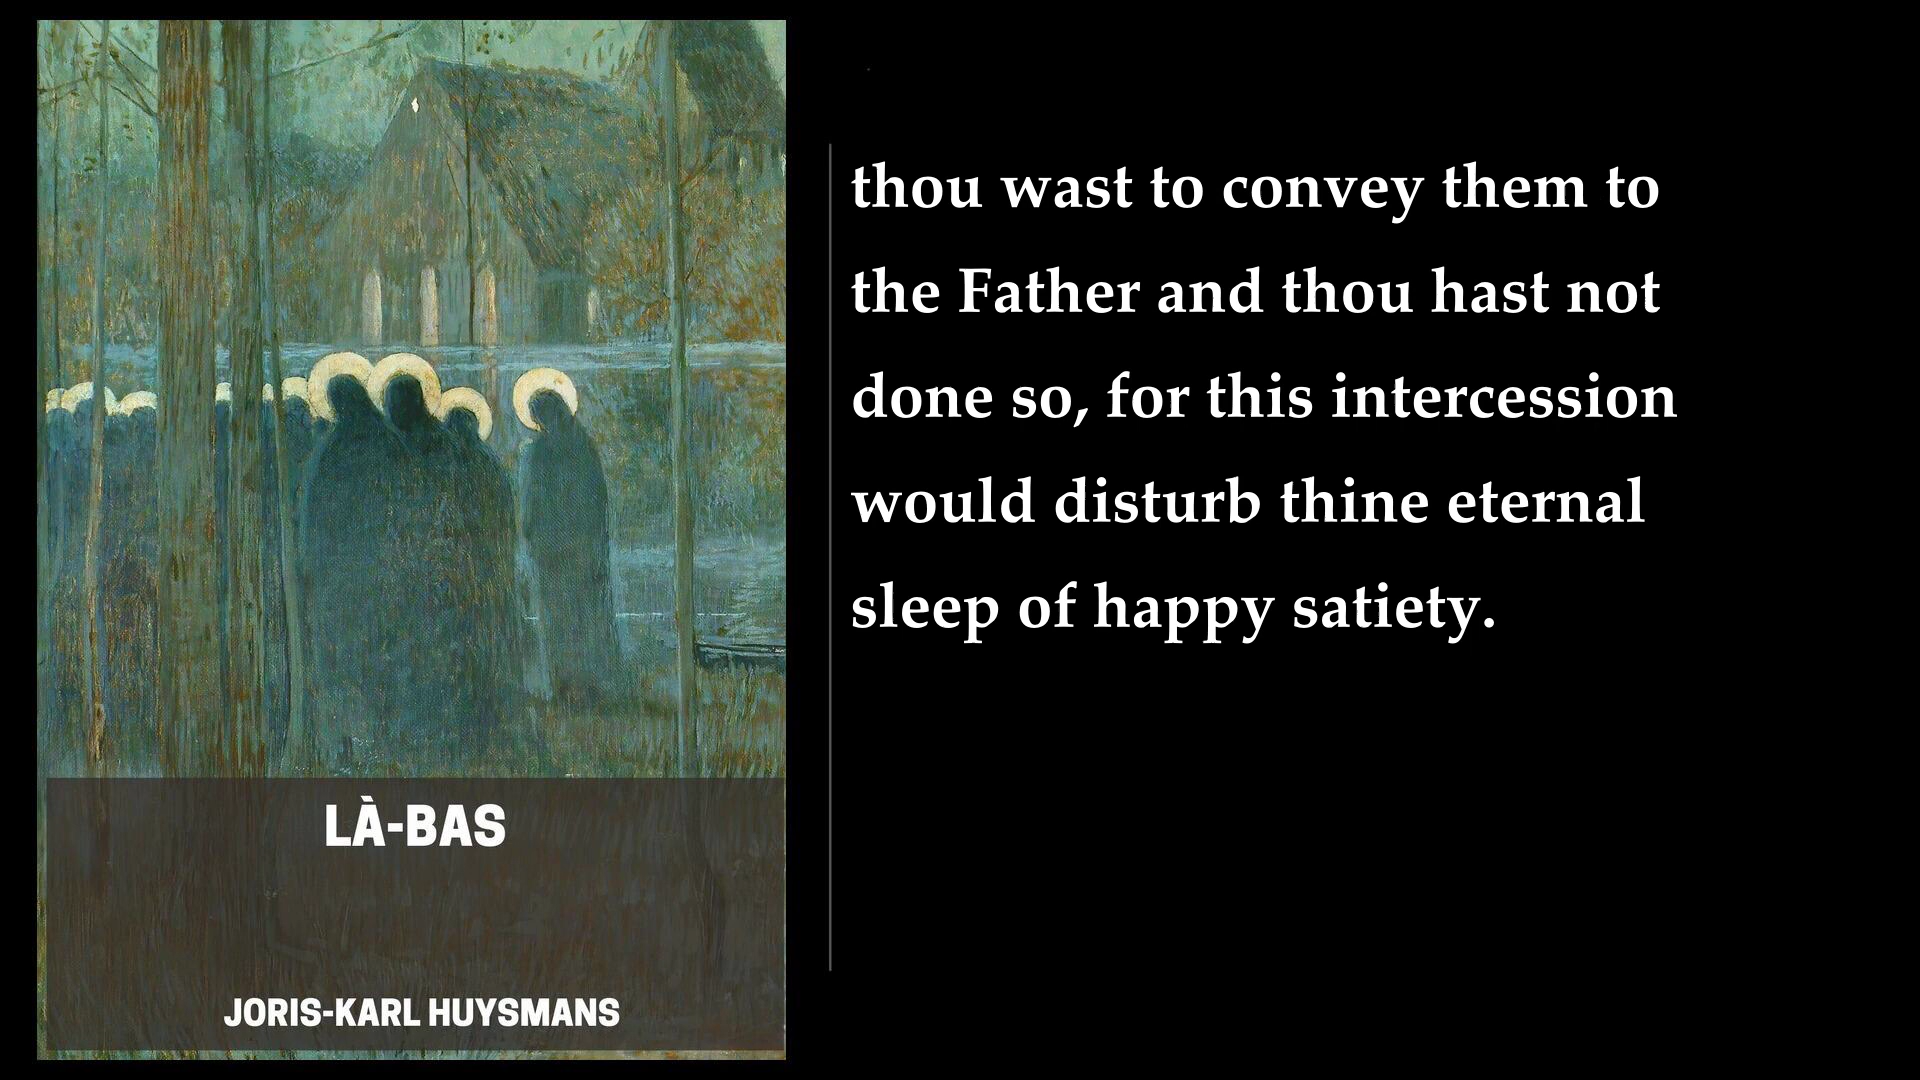 LÀ-BAS
JORIS-KARL HUYSMANS
thou wast to convey them to
the Father and thou hast not
done so, for this intercession
would disturb thine eternal
sleep of happy satiety.